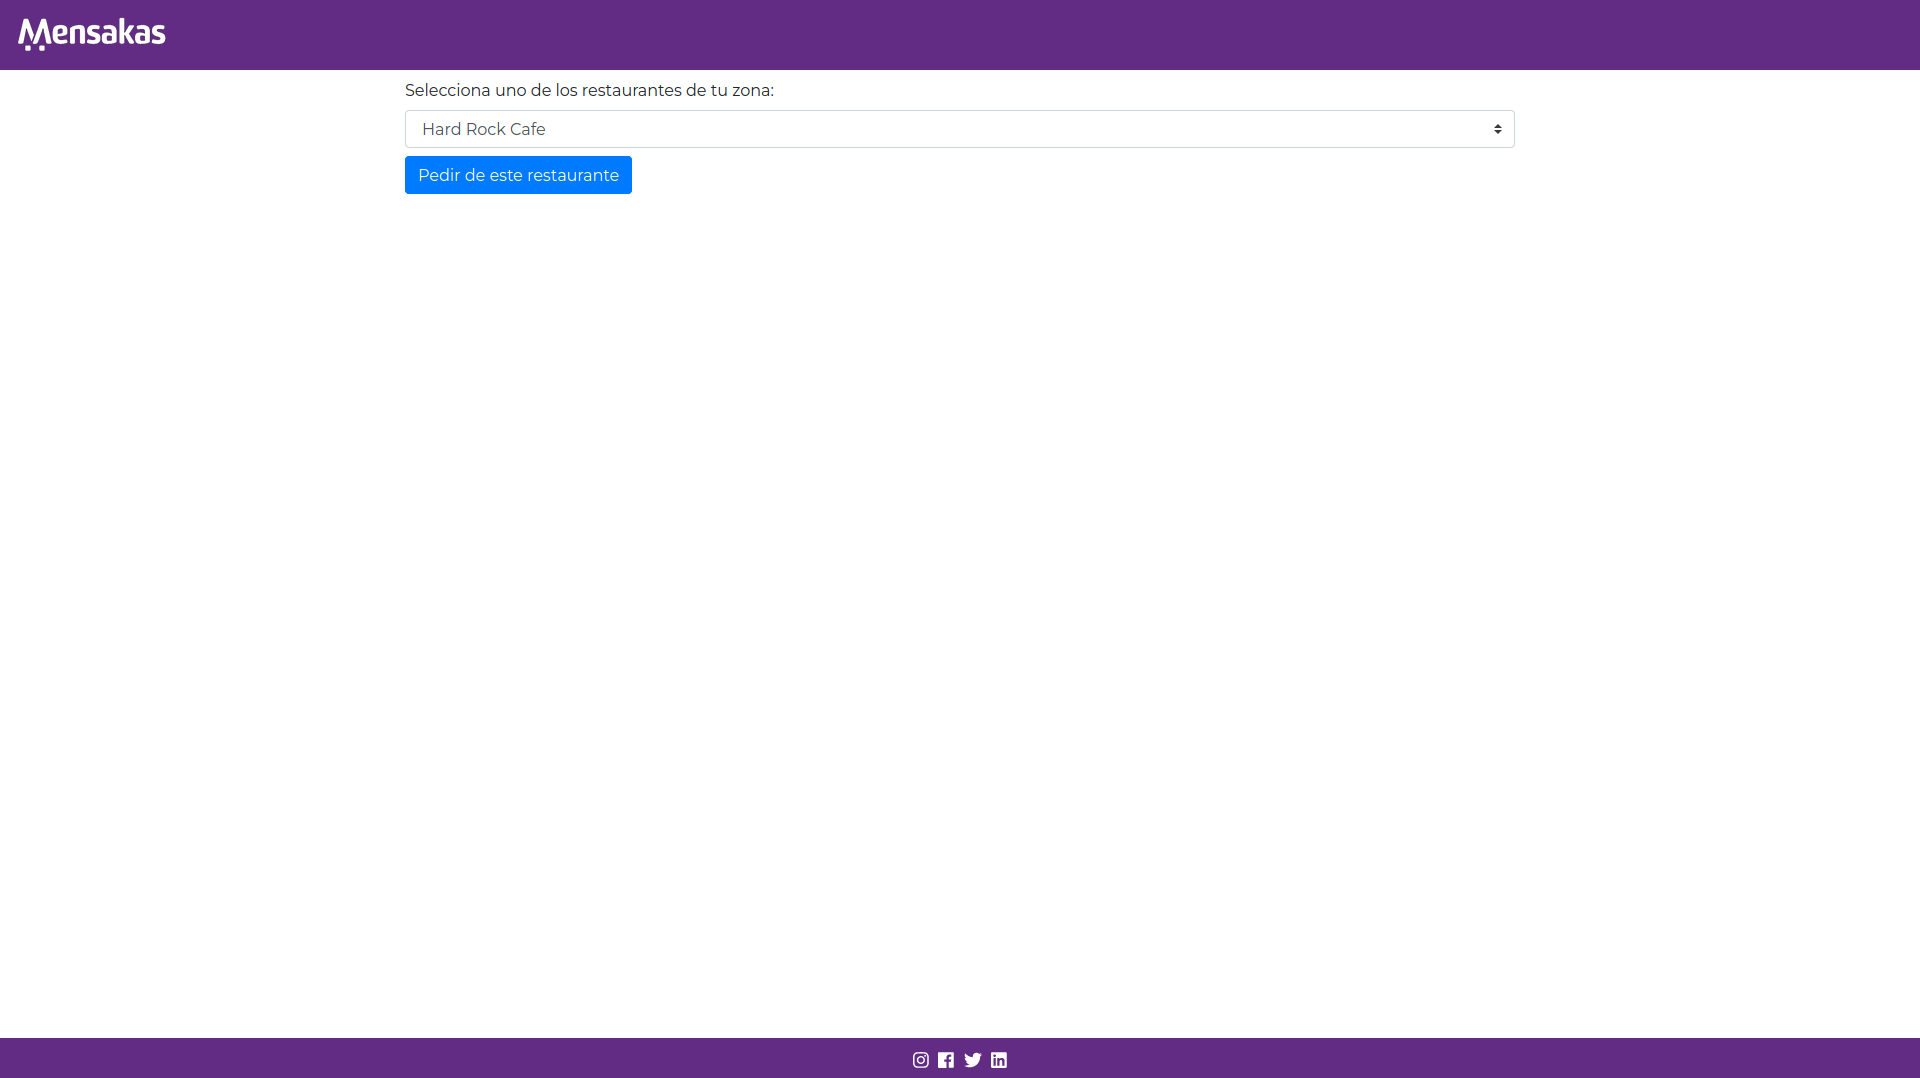 Mensakas
Selecciona uno de los restaurantes de tu zona:
Hard Rock Cafe
Pedir de este restaurante